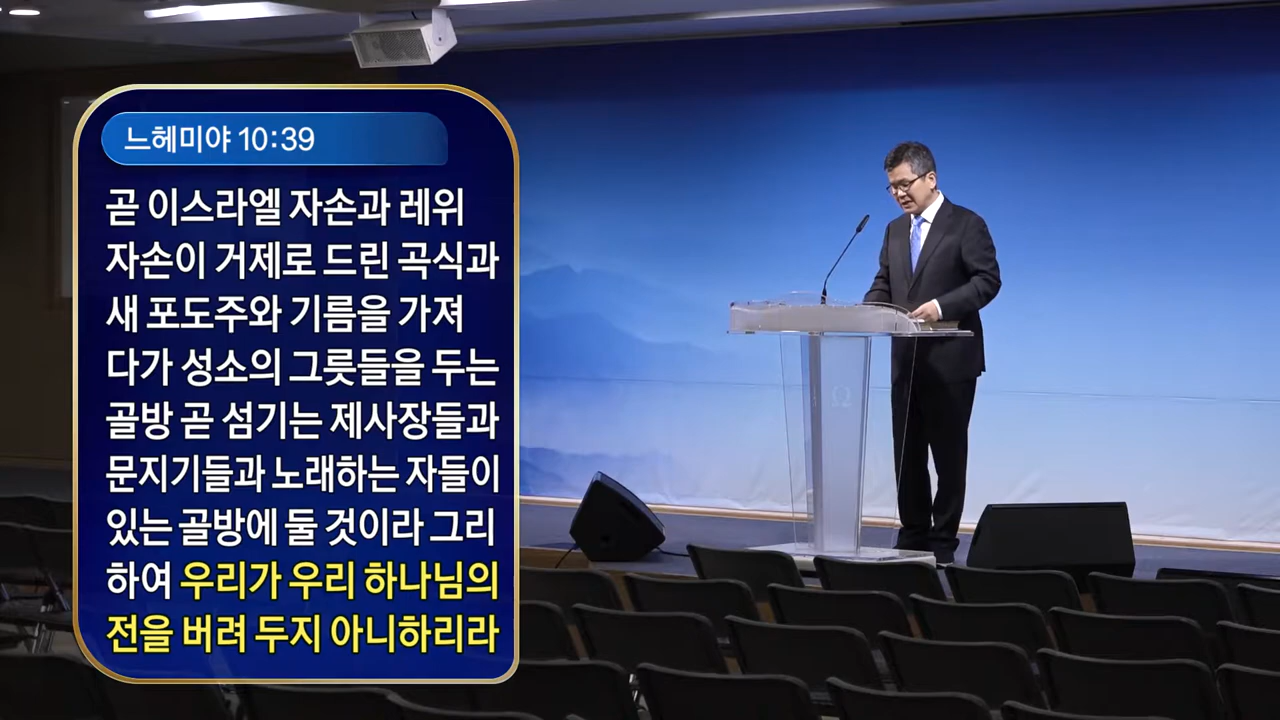 느헤미야 10:39
곧 이스라엘 자손과 레위
자손이 거제로 드린 곡식과
새 포도주와 기름을 가져
다가 성소의 그릇들을 두는
골방 곧 섬기는 제사장들과
문지기들과 노래하는 자들이
있는 골방에 둘 것이라 그리
하여 우리가 우리 하나님의
전을 버려 두지 아니하리라
Ω